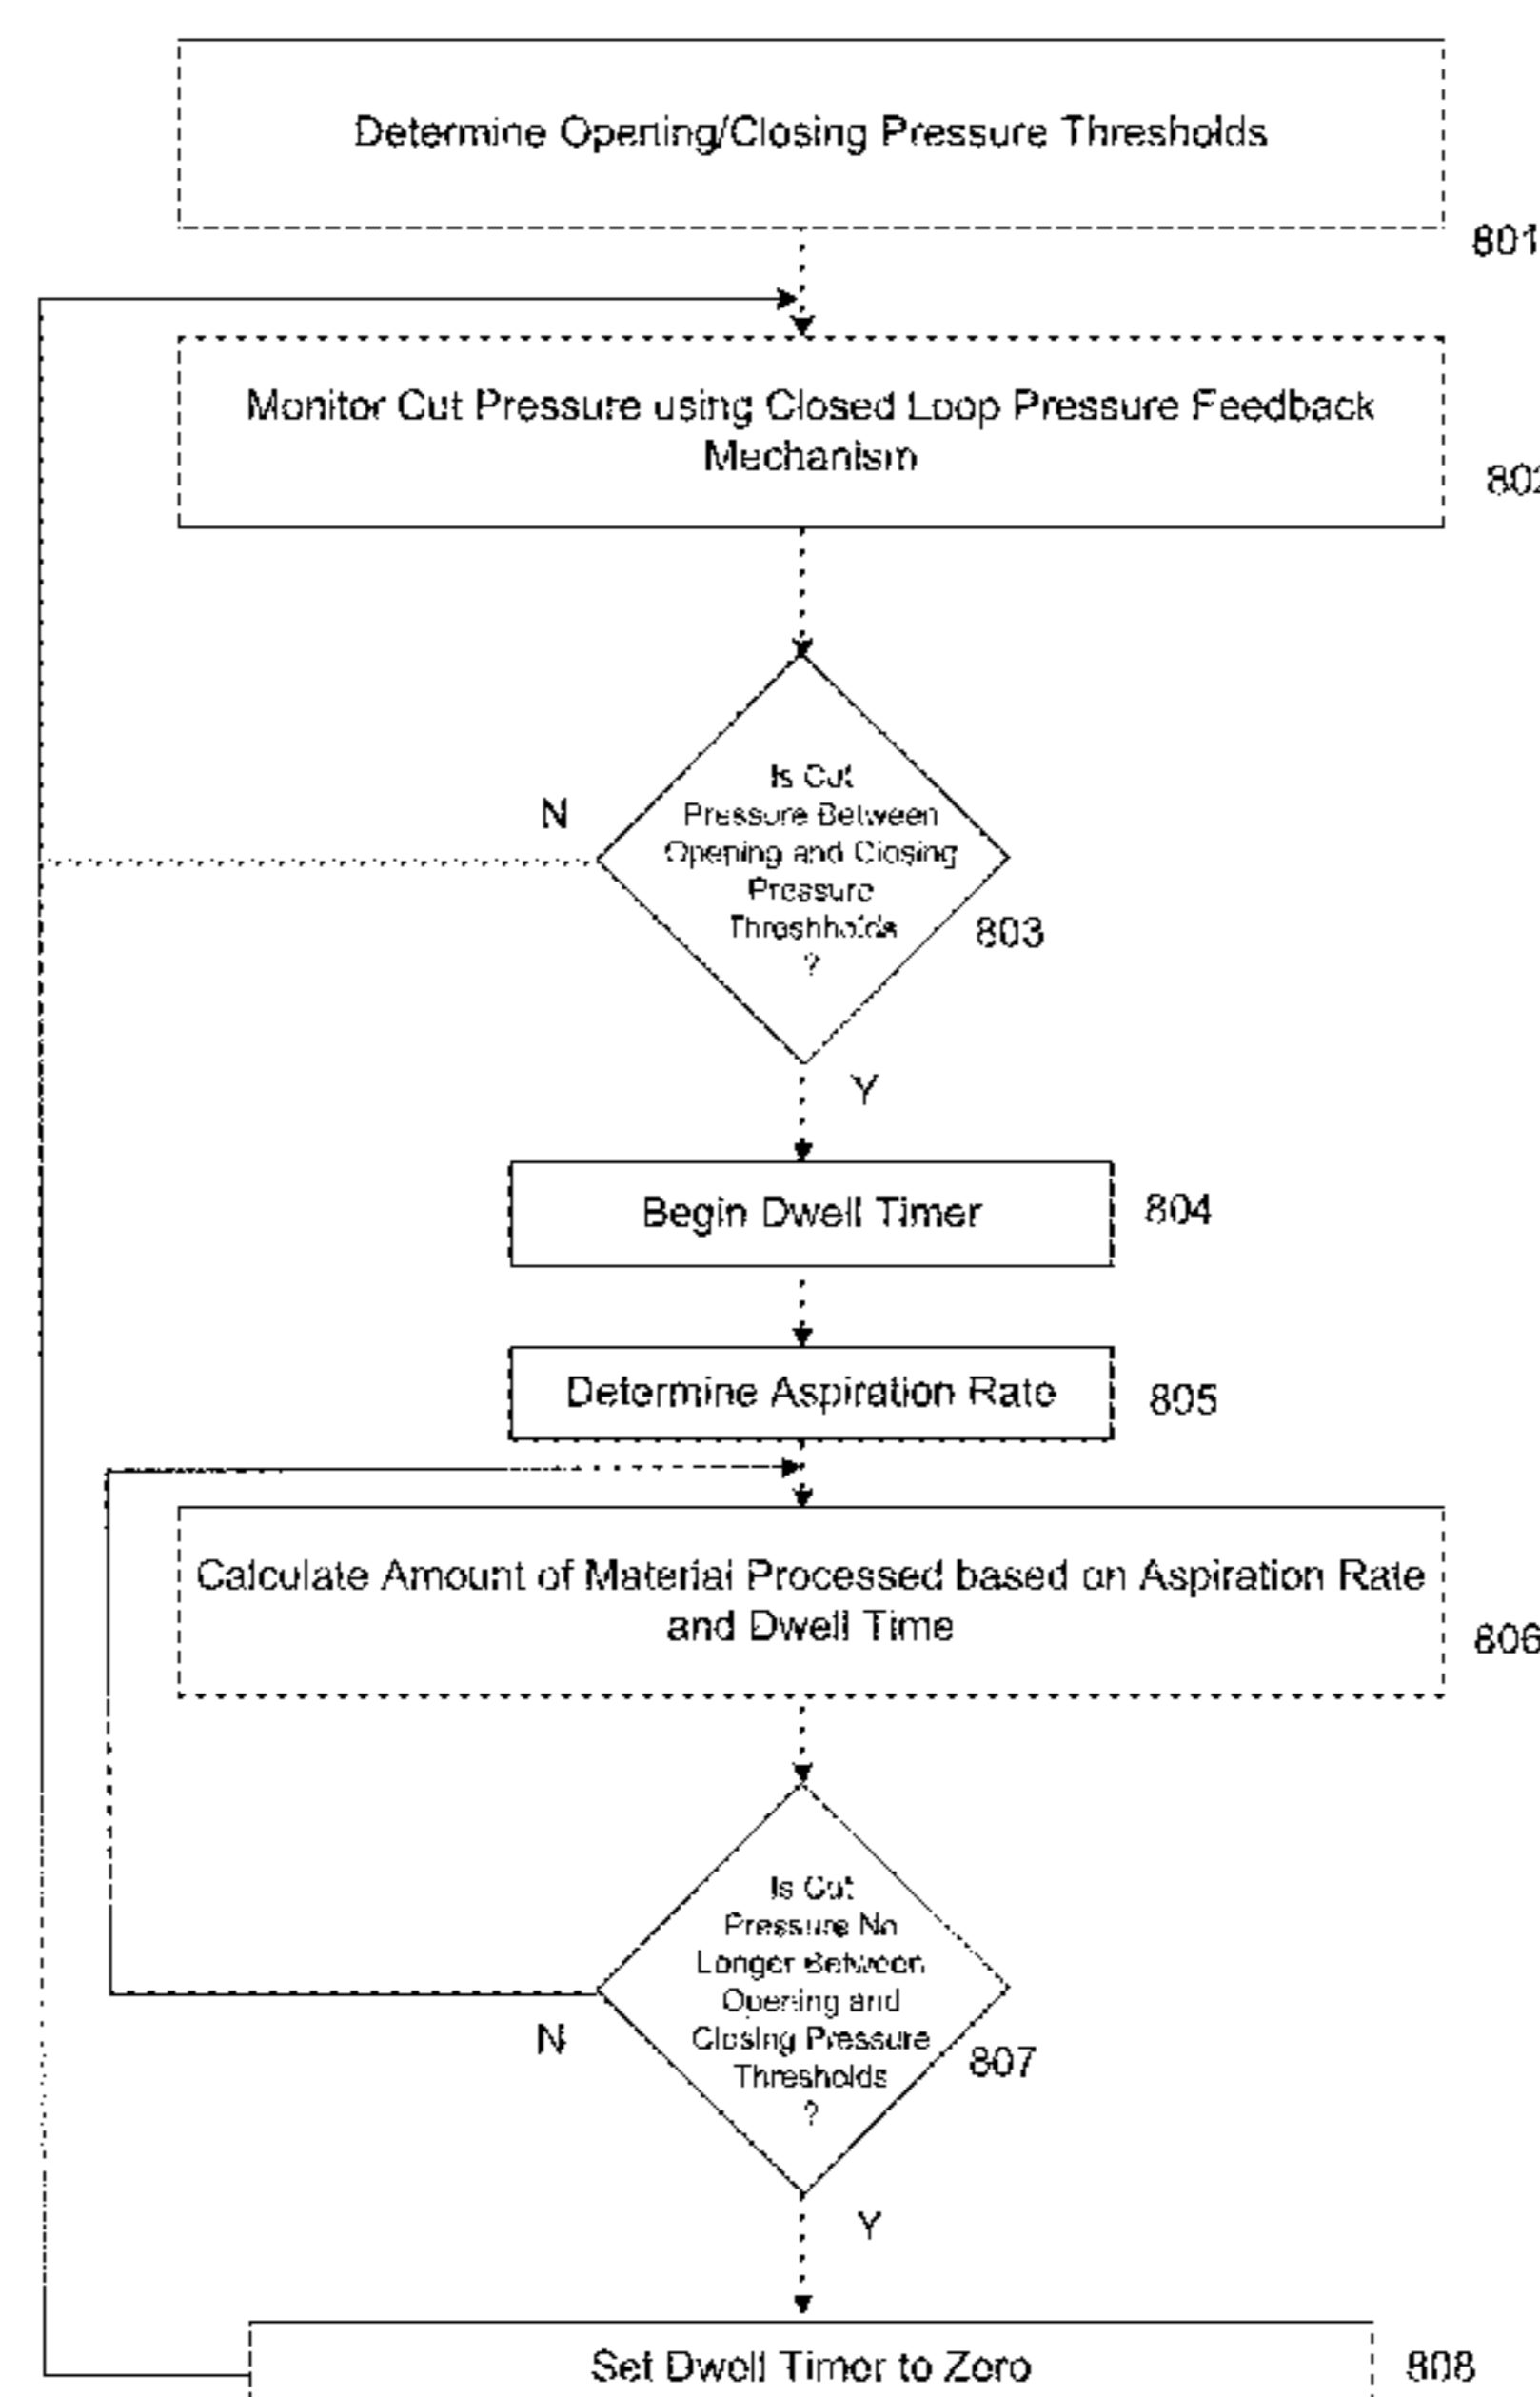 Determine Opening/Closing Pressure Thresholds
801
Monitor Cut Pressure using Closed Loop Pressure Feedback
Mechanism
802
Is Cut
Pressure Between
Opening and Closing
Pressure
Threshholds
?
803
N
Y
Begin Dwell Timer
804
Determine Aspiration Rate
805
Calculate Amount of Material Processed based on Aspiration Rate
and Dwell Time
806
Is Cut
Pressure No
Longer Between
Opening and
Closing Pressure
Thresholds
?
807
N
Y
Set Dwell Timer to Zero
808